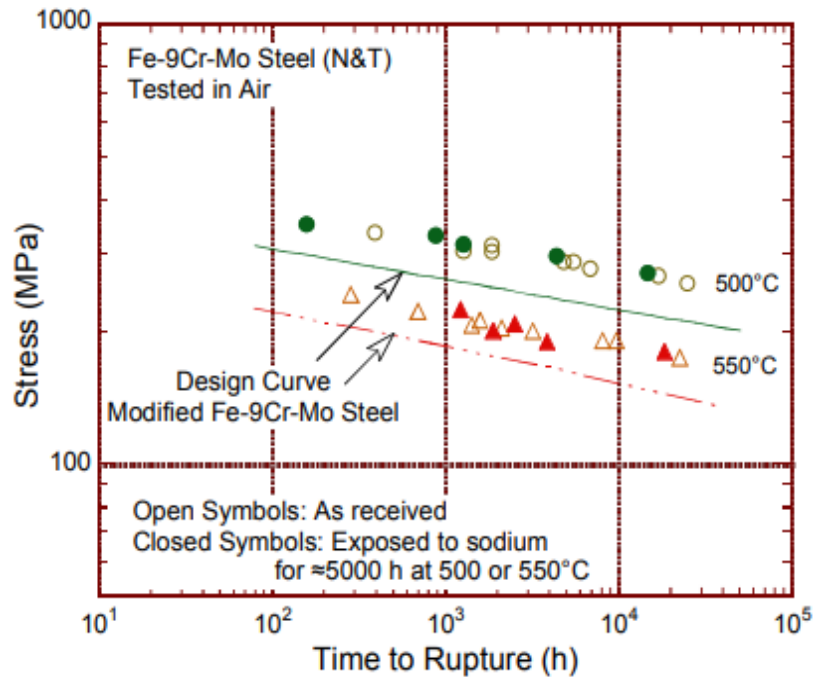 1000
Fe-9Cr-Mo Steel (N&T)
Tested in Air
500°C
550°C
Design Curve
Modified Fe-9Cr-Mo Steel
Stress (MPa)
100
Open Symbols: As received
Closed Symbols: Exposed to sodium
for ≈5000 h at 500 or 550°C
10¹ 10² 10³ 10⁴ 10⁵
Time to Rupture (h)